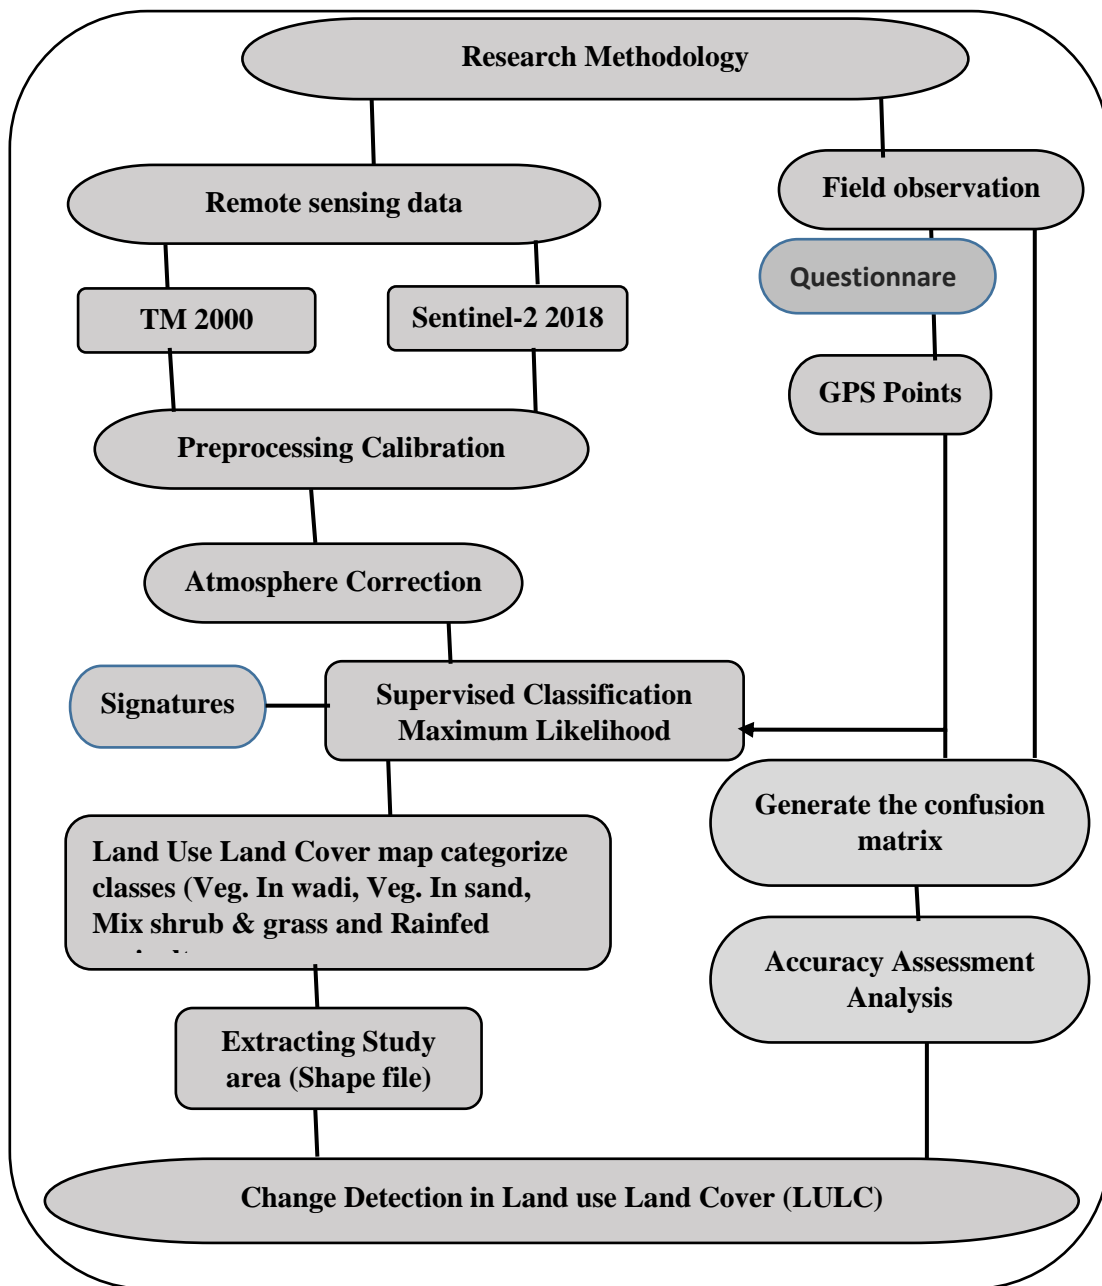 Research Methodology
Remote sensing data
Field observation
Questionnare
TM 2000
Sentinel-2 2018
GPS Points
Preprocessing Calibration
Atmosphere Correction
Signatures
Supervised Classification
Maximum Likelihood
Generate the confusion
matrix
Land Use Land Cover map categorize
classes (Veg. In wadi, Veg. In sand,
Mix shrub & grass and Rainfed
Accuracy Assessment
Analysis
Extracting Study
area (Shape file)
Change Detection in Land use Land Cover (LULC)